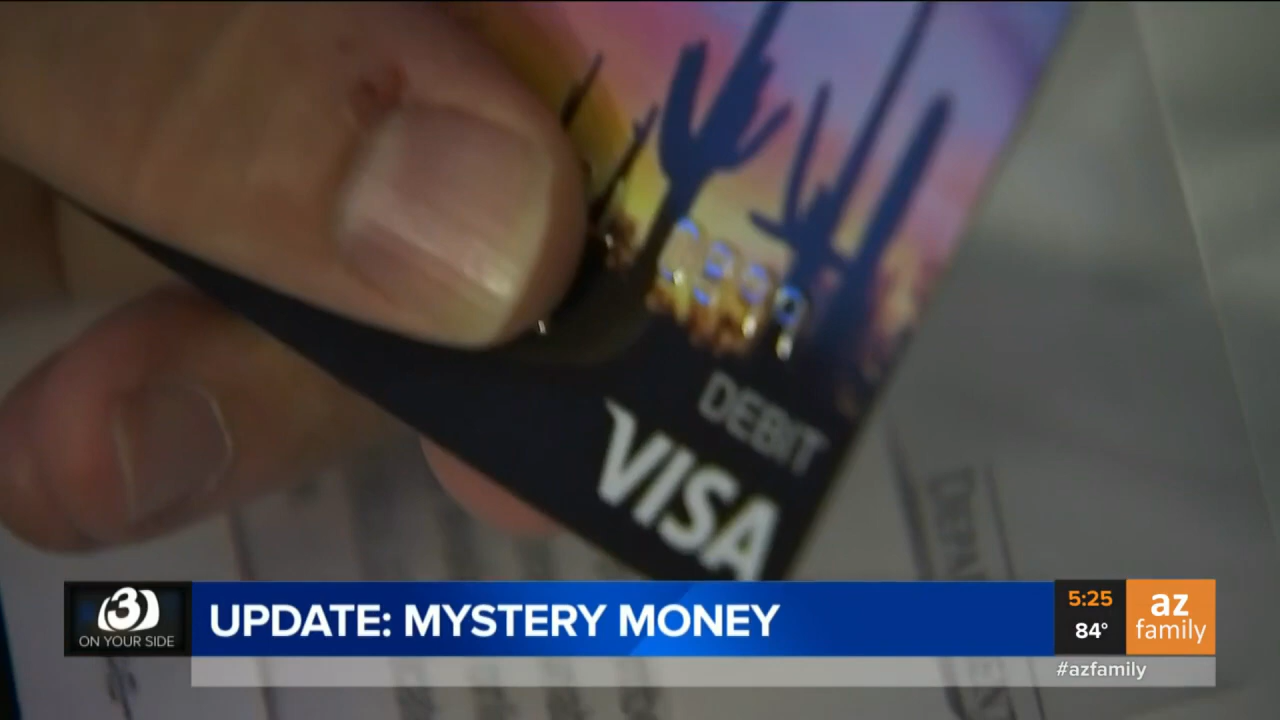 DEBIT
VISA
3
ON YOUR SIDE
UPDATE: MYSTERY MONEY
5:25
84°
az
family
#azfamily